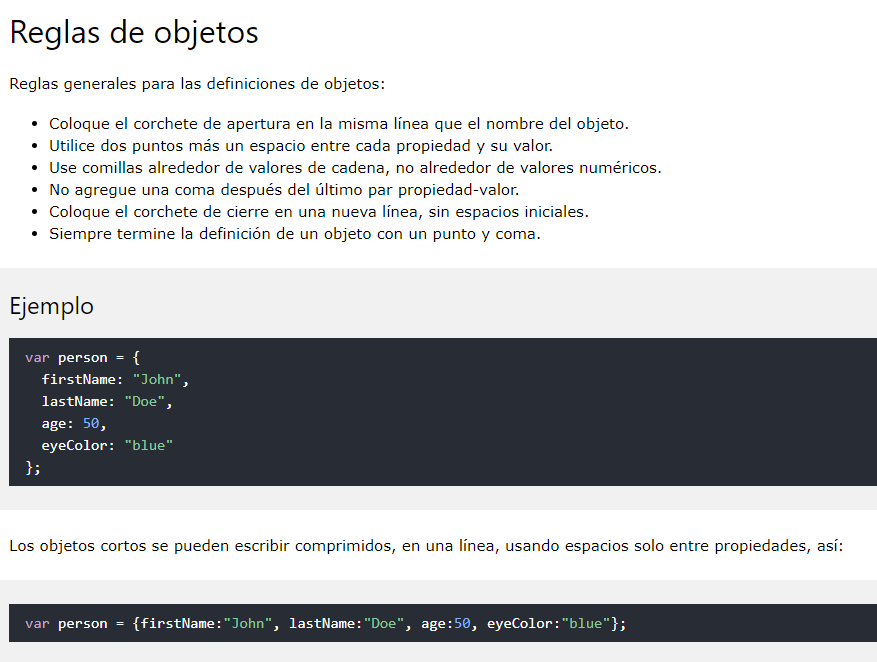 Reglas de objetos
Reglas generales para las definiciones de objetos:
• Coloque el corchete de apertura en la misma línea que el nombre del objeto.
• Utilice dos puntos más un espacio entre cada propiedad y su valor.
• Use comillas alrededor de valores de cadena, no alrededor de valores numéricos.
• No agregue una coma después del último par propiedad-valor.
• Coloque el corchete de cierre en una nueva línea, sin espacios iniciales.
• Siempre termine la definición de un objeto con un punto y coma.
Ejemplo
var person = {
  firstName: "John",
  lastName: "Doe",
  age: 50,
  eyeColor: "blue"
};
Los objetos cortos se pueden escribir comprimidos, en una línea, usando espacios solo entre propiedades, así:
var person = {firstName:"John", lastName:"Doe", age:50, eyeColor:"blue"};